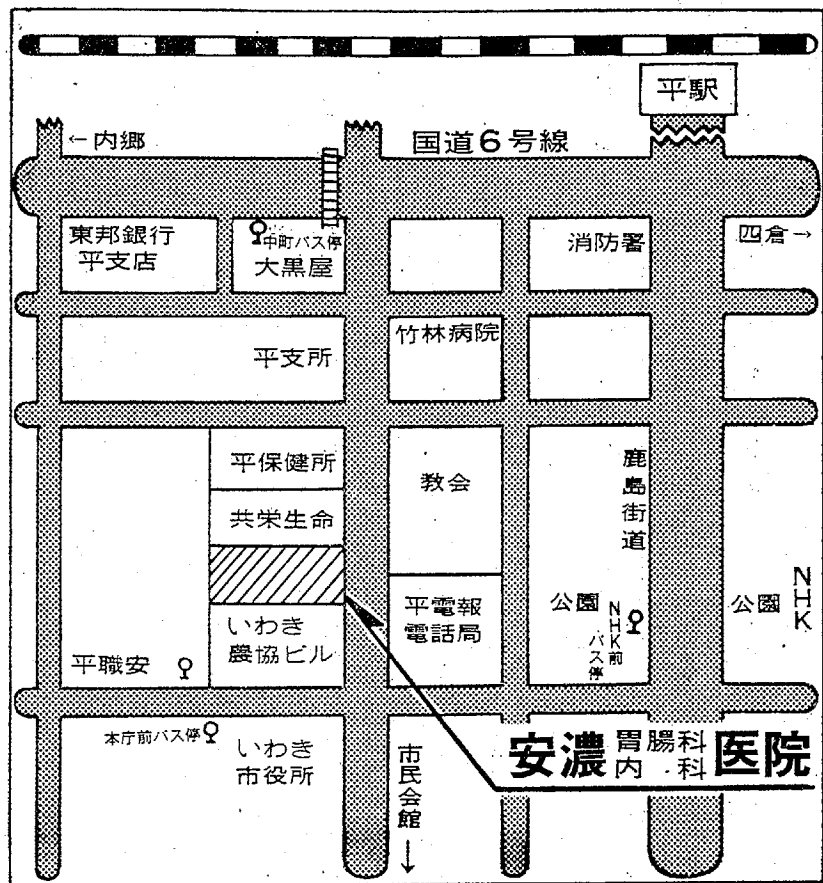 平駅
←内郷
国道6号線
東邦銀行
平支店
中町バス停
大黒屋
消防署
四倉→
平支所
竹林病院
平保健所
教会
鹿島街道
共栄生命
いわき
農協ビル
平電報
電話局
公園
NHK前
バス停
公園
NHK
平職安
本庁前バス停
いわき
市役所
市民会館
↓
安濃 胃腸科 医院
内科